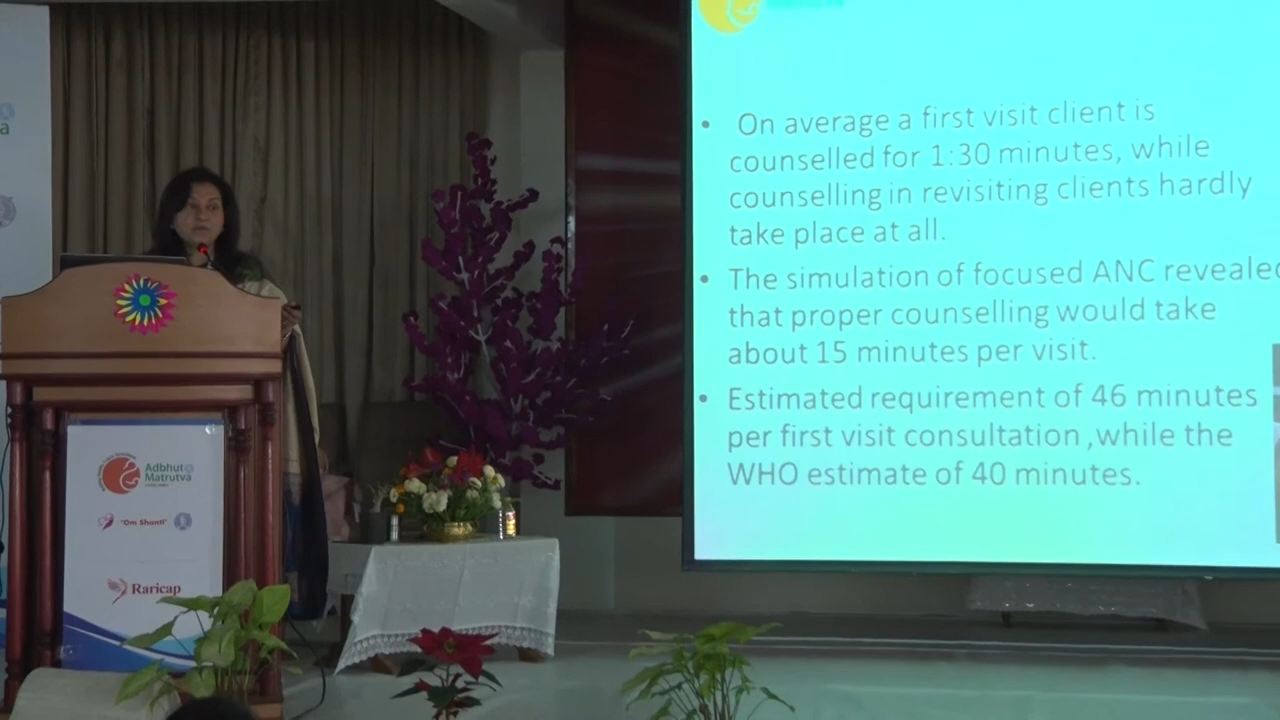 On average a first visit client is
counselled for 1:30 minutes, while
counselling in revisiting clients hardly
take place at all.
The simulation of focused ANC revealed
that proper counselling would take
about 15 minutes per visit.
Estimated requirement of 46 minutes
per first visit consultation ,while the
WHO estimate of 40 minutes.
Adbhut
Matrutva
"Om Shanti"
Raricap